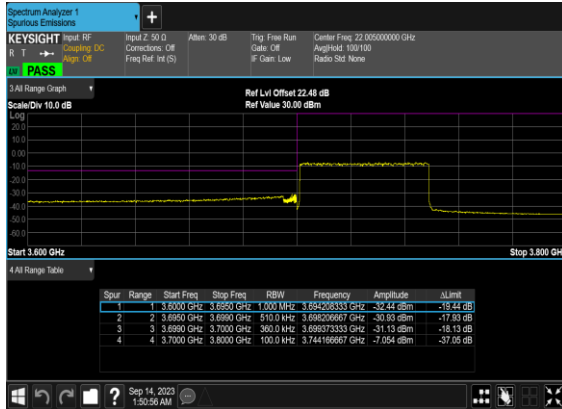 Spectrum Analyzer 1
Spurious Emissions
+
KEYSIGHT Input: RF Input Z: 50 Ω Atten: 30 dB Trig: Free Run Center Freq: 22.005000000 GHz
R T Coupling: DC Corrections: Off Gate: Off Avg|Hold: 100/100
Align: Off Freq Ref: Int (S) IF Gain: Low Radio Std: None
PASS
3 All Range Graph Ref Lvl Offset 22.48 dB
Scale/Div 10.0 dB Ref Value 30.00 dBm
Log
20.0
10.0
0.00
-10.0
-20.0
-30.0
-40.0
-50.0
-60.0
Start 3.600 GHz Stop 3.800 GH
4 All Range Table
Spur Range Start Freq Stop Freq RBW Frequency Amplitude ΔLimit
1 1 3.6000 GHz 3.6950 GHz 1.000 MHz 3.694208333 GHz -32.44 dBm -19.44 dB
2 2 3.6950 GHz 3.6990 GHz 510.0 kHz 3.698206667 GHz -30.93 dBm -17.93 dB
3 3 3.6990 GHz 3.7000 GHz 360.0 kHz 3.699373333 GHz -31.13 dBm -18.13 dB
4 4 3.7000 GHz 3.8000 GHz 100.0 kHz 3.744166667 GHz -7.054 dBm -37.05 dB
? Sep 14, 2023
1:50:56 AM